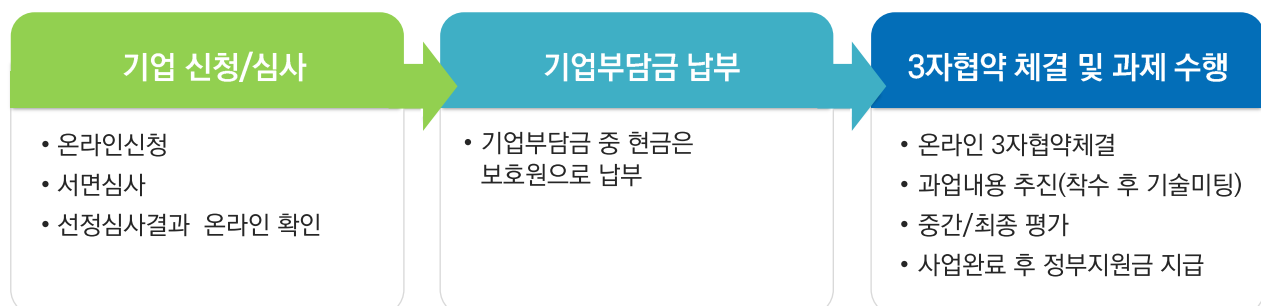 기업 신청/심사
• 온라인신청
• 서면심사
• 선정심사결과 온라인 확인
기업부담금 납부
• 기업부담금 중 현금은
보호원으로 납부
3자협약 체결 및 과제 수행
• 온라인 3자협약체결
• 과업내용 추진(착수 후 기술미팅)
• 중간/최종 평가
• 사업완료 후 정부지원금 지급